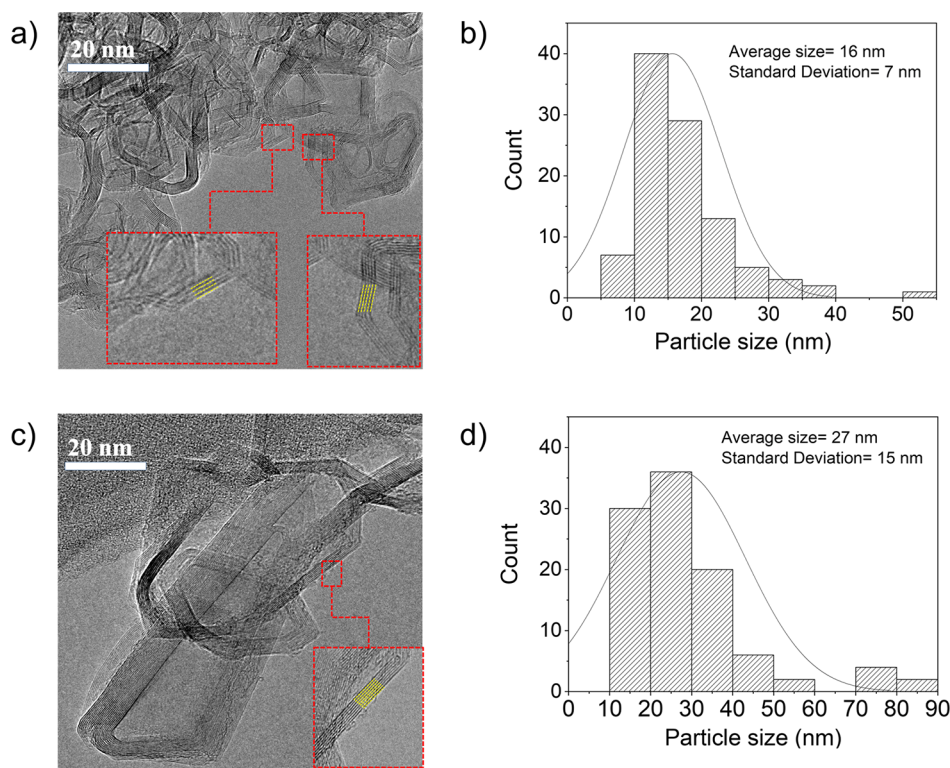 a)
20 nm
b)
Average size= 16 nm
Standard Deviation= 7 nm
Count
40
30
20
10
0
0 10 20 30 40 50
Particle size (nm)
c)
20 nm
d)
Average size= 27 nm
Standard Deviation= 15 nm
Count
40
30
20
10
0
0 10 20 30 40 50 60 70 80 90
Particle size (nm)